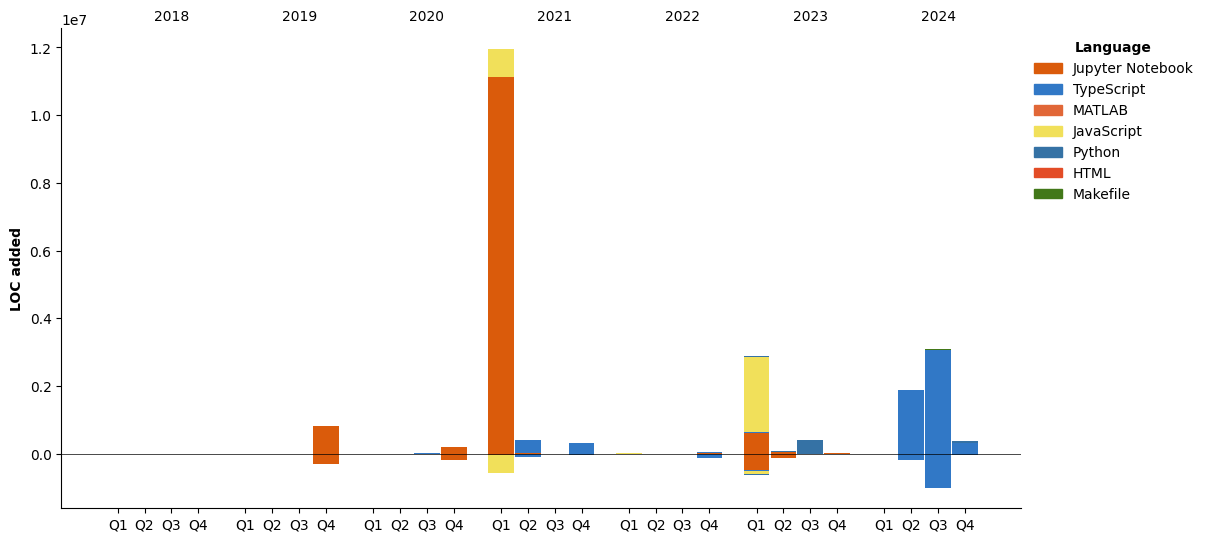 1e7
2018 2019 2020 2021 2022 2023 2024
LOC added
1.2
1.0
0.8
0.6
0.4
0.2
0.0
Q1 Q2 Q3 Q4 Q1 Q2 Q3 Q4 Q1 Q2 Q3 Q4 Q1 Q2 Q3 Q4 Q1 Q2 Q3 Q4 Q1 Q2 Q3 Q4 Q1 Q2 Q3 Q4
Language
Jupyter Notebook
TypeScript
MATLAB
JavaScript
Python
HTML
Makefile